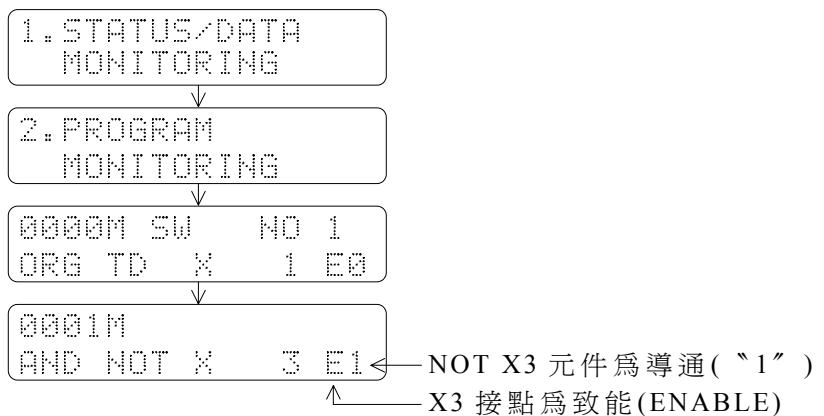 1.STATUS/DATA
MONITORING
2.PROGRAM
MONITORING
0000M SW NO 1
ORG TD X 1 E0
0001M
AND NOT X 3 E1
NOT X3 元件爲導通(〝1〞)
X3 接點爲致能(ENABLE)